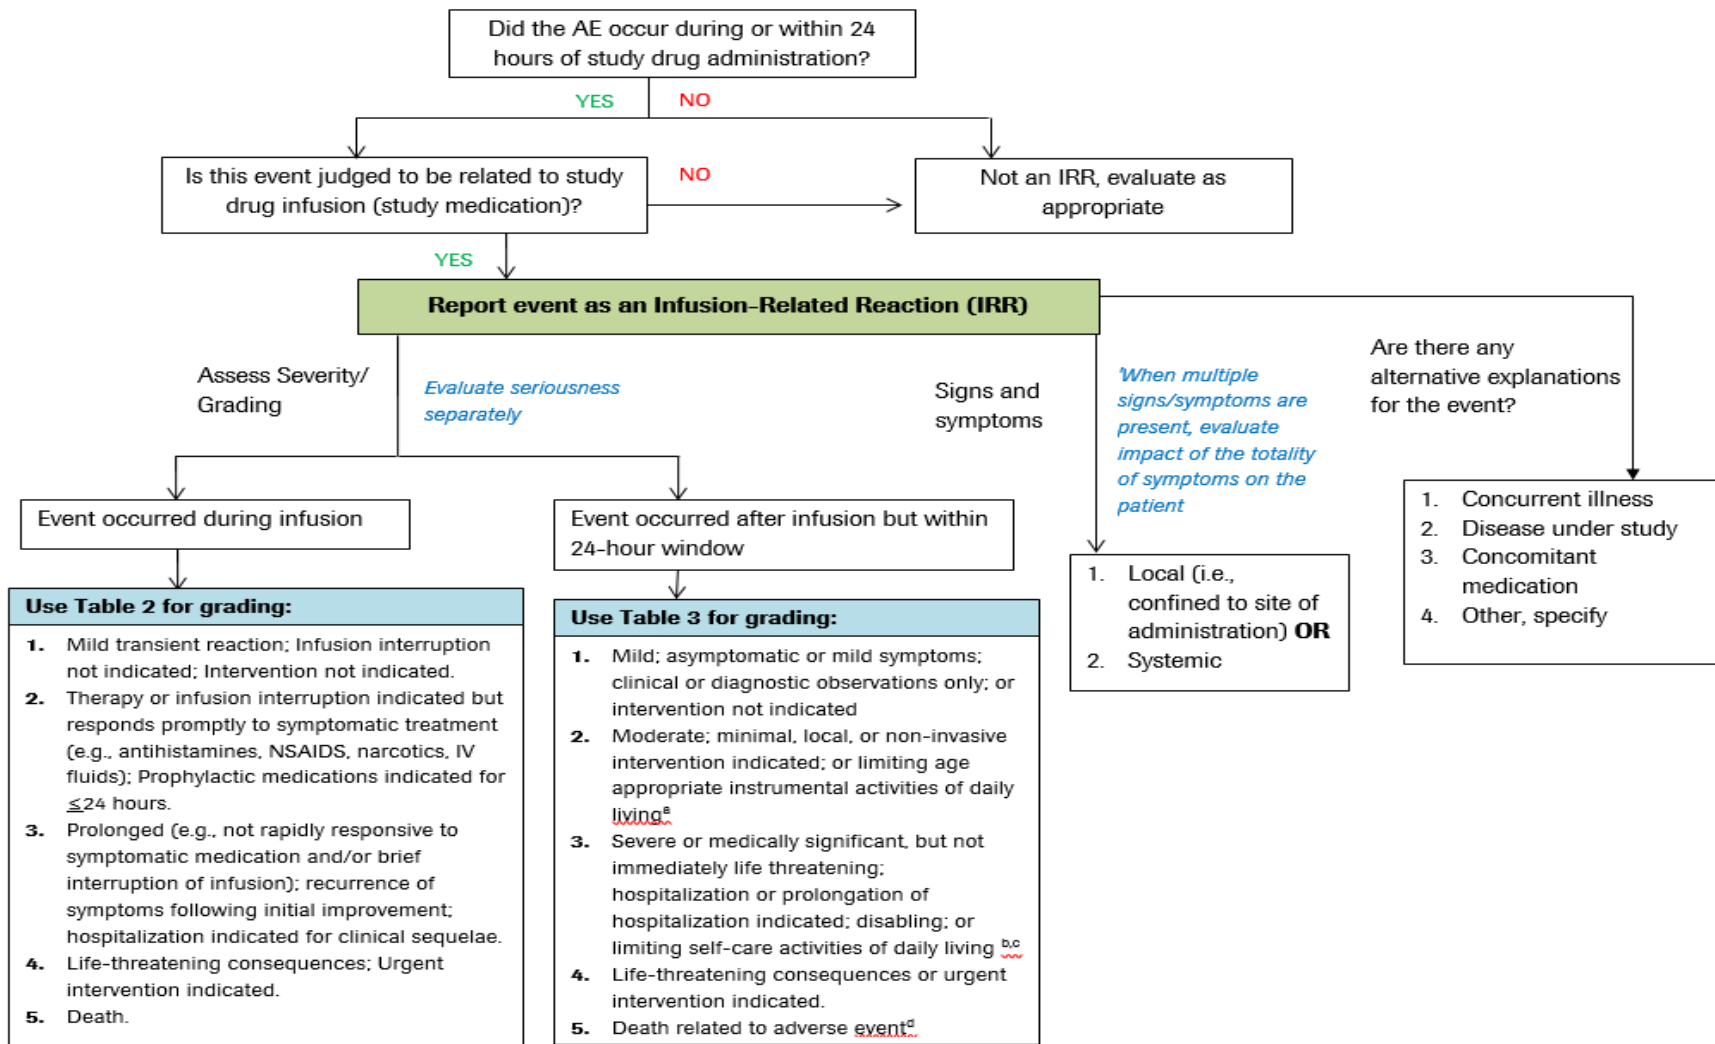 Did the AE occur during or within 24
hours of study drug administration?
YES
NO
Is this event judged to be related to study
drug infusion (study medication)?
NO
Not an IRR, evaluate as
appropriate
YES
Report event as an Infusion-Related Reaction (IRR)
Assess Severity/
Grading
Evaluate seriousness
separately
Signs and
symptoms
'When multiple
signs/symptoms are
present, evaluate
impact of the totality
of symptoms on the
patient
Are there any
alternative explanations
for the event?
Event occurred during infusion
Event occurred after infusion but within
24-hour window
1. Local (i.e.,
confined to site of
administration) OR
2. Systemic
1. Concurrent illness
2. Disease under study
3. Concomitant
medication
4. Other, specify
Use Table 2 for grading:
1. Mild transient reaction; Infusion interruption
not indicated; Intervention not indicated.
2. Therapy or infusion interruption indicated but
responds promptly to symptomatic treatment
(e.g., antihistamines, NSAIDS, narcotics, IV
fluids); Prophylactic medications indicated for
≤24 hours.
3. Prolonged (e.g., not rapidly responsive to
symptomatic medication and/or brief
interruption of infusion); recurrence of
symptoms following initial improvement;
hospitalization indicated for clinical sequelae.
4. Life-threatening consequences; Urgent
intervention indicated.
5. Death.
Use Table 3 for grading:
1. Mild; asymptomatic or mild symptoms;
clinical or diagnostic observations only; or
intervention not indicated
2. Moderate; minimal, local, or non-invasive
intervention indicated; or limiting age
appropriate instrumental activities of daily
living<sup>a</sup>
3. Severe or medically significant, but not
immediately life threatening;
hospitalization or prolongation of
hospitalization indicated; disabling; or
limiting self-care activities of daily living <sup>b,c</sup>
4. Life-threatening consequences or urgent
intervention indicated.
5. Death related to adverse event<sup>d</sup>